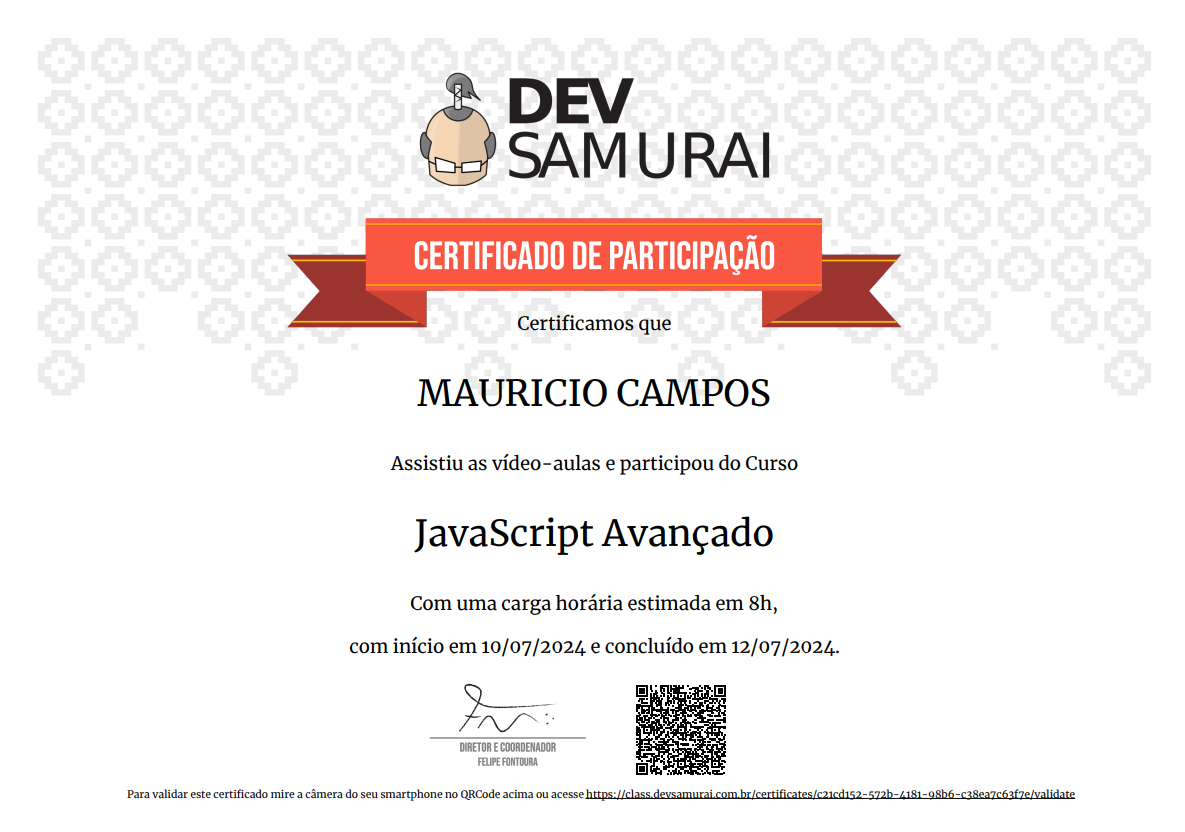 DEV
SAMURAI
CERTIFICADO DE PARTICIPAÇÃO
Certificamos que
MAURICIO CAMPOS
Assistiu as vídeo-aulas e participou do Curso
JavaScript Avançado
Com uma carga horária estimada em 8h,
com início em 10/07/2024 e concluído em 12/07/2024.
DIRETOR E COORDENADOR
FELIPE FONTOURA
Para validar este certificado mire a câmera do seu smartphone no QRCode acima ou acesse https://class.devsamurai.com.br/certificates/c21cd152-572b-4181-98b6-c38ea7c63f7e/validate